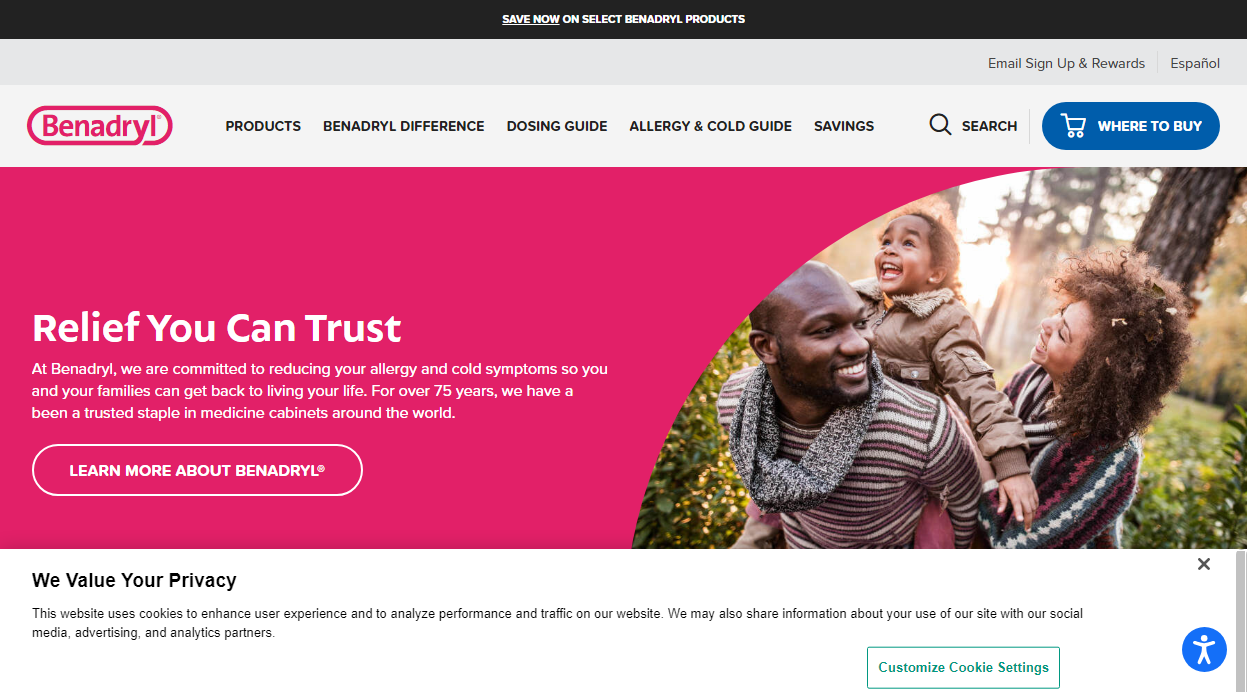 SAVE NOW ON SELECT BENADRYL PRODUCTS
Email Sign Up & Rewards
Español
Benadryl®
PRODUCTS
BENADRYL DIFFERENCE
DOSING GUIDE
ALLERGY & COLD GUIDE
SAVINGS
SEARCH
WHERE TO BUY
Relief You Can Trust
At Benadryl, we are committed to reducing your allergy and cold symptoms so you
and your families can get back to living your life. For over 75 years, we have a
been a trusted staple in medicine cabinets around the world.
LEARN MORE ABOUT BENADRYL®
We Value Your Privacy
This website uses cookies to enhance user experience and to analyze performance and traffic on our website. We may also share information about your use of our site with our social
media, advertising, and analytics partners.
Customize Cookie Settings